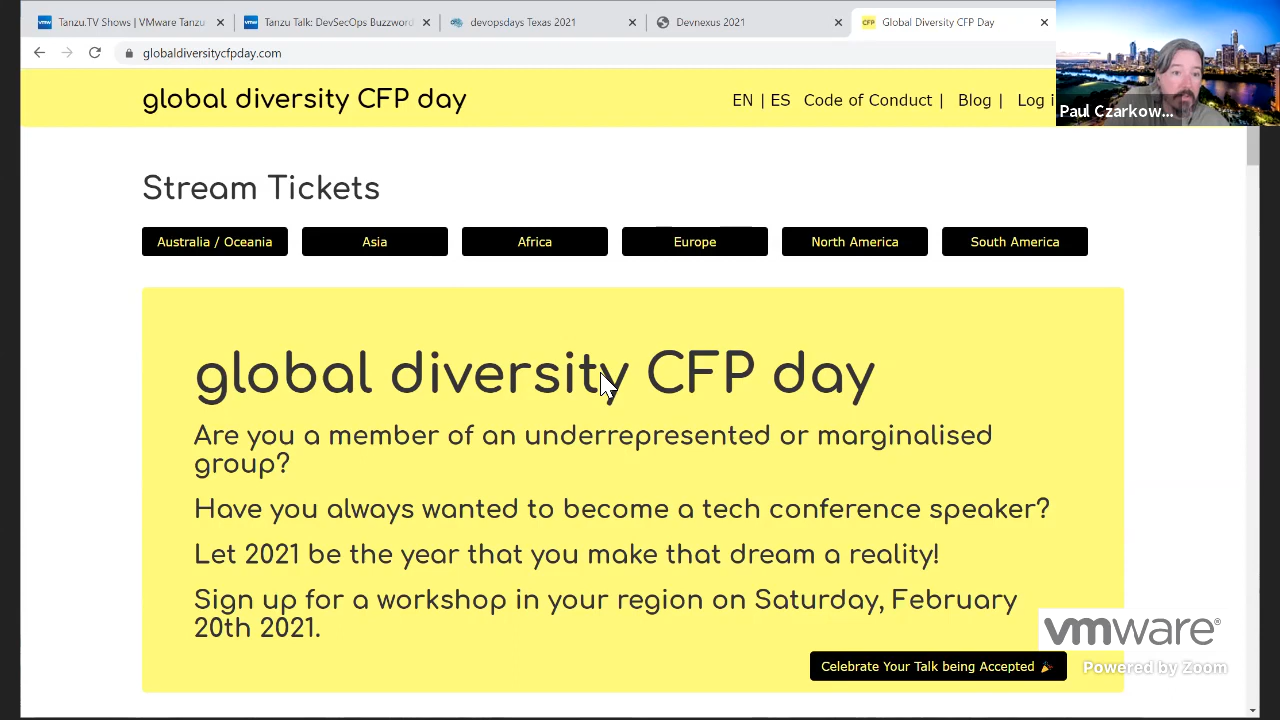 Tanzu.TV Shows | VMware Tanzu
Tanzu Talk: DevSecOps Buzzword
devopsdays Texas 2021
Devnexus 2021
CFP
Global Diversity CFP Day
globaldiversitycfpday.com
Paul Czarkow...
global diversity CFP day
EN | ES Code of Conduct | Blog | Log i
Stream Tickets
Australia / Oceania
Asia
Africa
Europe
North America
South America
global diversity CFP day
Are you a member of an underrepresented or marginalised
group?
Have you always wanted to become a tech conference speaker?
Let 2021 be the year that you make that dream a reality!
Sign up for a workshop in your region on Saturday, February
20th 2021.
vmware®
Celebrate Your Talk being Accepted 🎉
Powered by Zoom